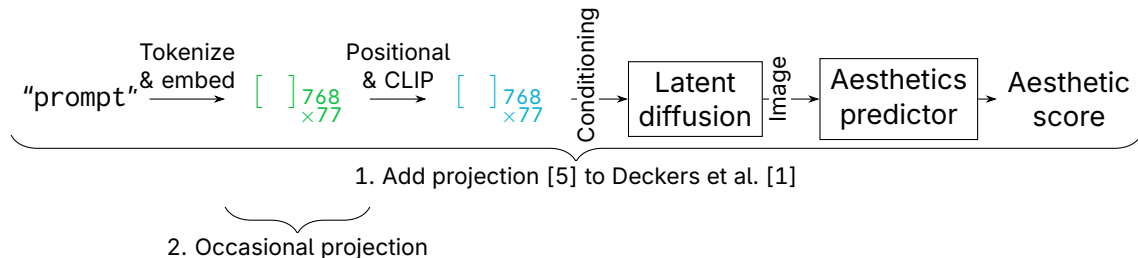 “prompt”
Tokenize
& embed
[ ]768
×77
Positional
& CLIP
[ ]768
×77
Conditioning
Latent
diffusion
Image
Aesthetics
predictor
Aesthetic
score
1. Add projection [5] to Deckers et al. [1]
2. Occasional projection